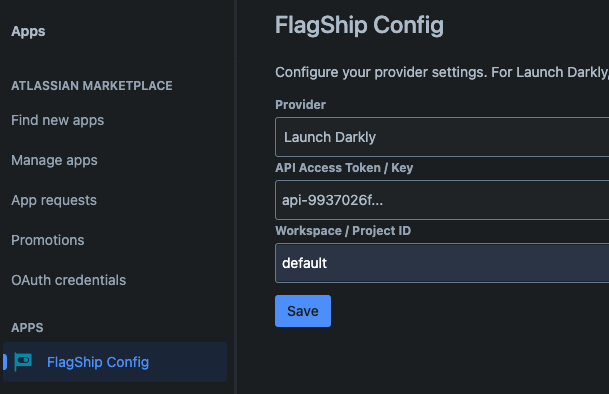 Apps
ATLASSIAN MARKETPLACE
Find new apps
Manage apps
App requests
Promotions
OAuth credentials
APPS
FlagShip Config
FlagShip Config
Configure your provider settings. For Launch Darkly,
Provider
Launch Darkly
API Access Token / Key
api-9937026f...
Workspace / Project ID
default
Save